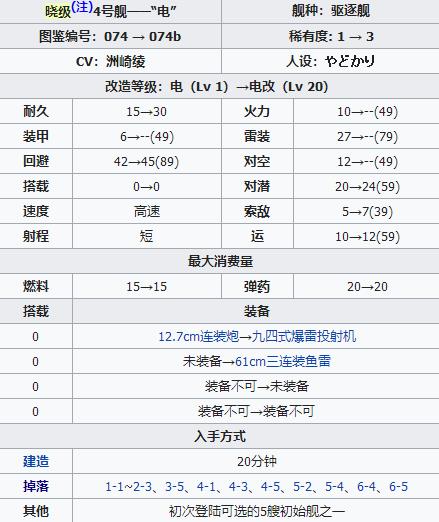 晓级(注)4号舰——“电” 舰种：驱逐舰
图鉴编号：074 → 074b 稀有度: 1 → 3
CV：洲崎绫 人设：やどかり
改造等级：电（Lv 1）→电改（Lv 20）
耐久 15→30 火力 10→--(49)
装甲 6→--(49) 雷装 27→--(79)
回避 42→45(89) 对空 12→--(49)
搭载 0→0 对潜 20→24(59)
速度 高速 索敌 5→7(39)
射程 短 运 10→12(59)
最大消费量
燃料 15→15 弹药 20→20
搭载 装备
0 12.7cm连装炮→九四式爆雷投射机
0 未装备→61cm三连装鱼雷
0 装备不可→未装备
0 装备不可→装备不可
入手方式
建造 20分钟
掉落 1-1~2-3、3-5、4-1、4-3、4-5、5-2、5-4、6-4、6-5
其他 初次登陆可选的5艘初始舰之一